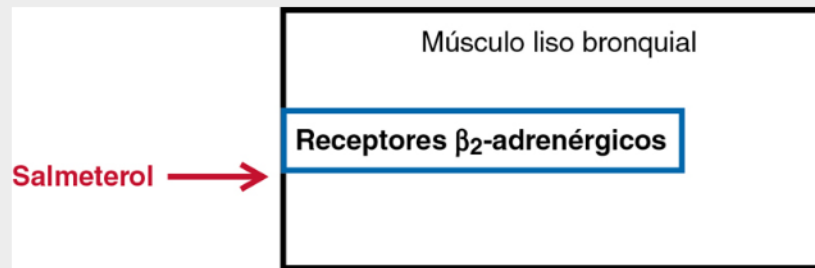 Músculo liso bronquial
Receptores β2-adrenérgicos
Salmeterol